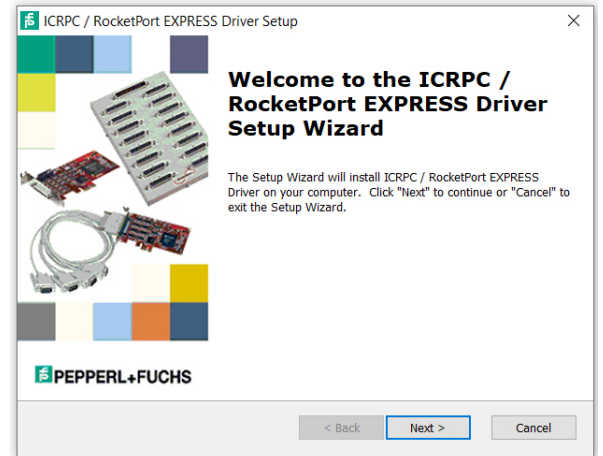 ICRPC / RocketPort EXPRESS Driver Setup
Welcome to the ICRPC /
RocketPort EXPRESS Driver
Setup Wizard
The Setup Wizard will install ICRPC / RocketPort EXPRESS
Driver on your computer. Click "Next" to continue or "Cancel" to
exit the Setup Wizard.
PEPPERL+FUCHS
< Back Next > Cancel